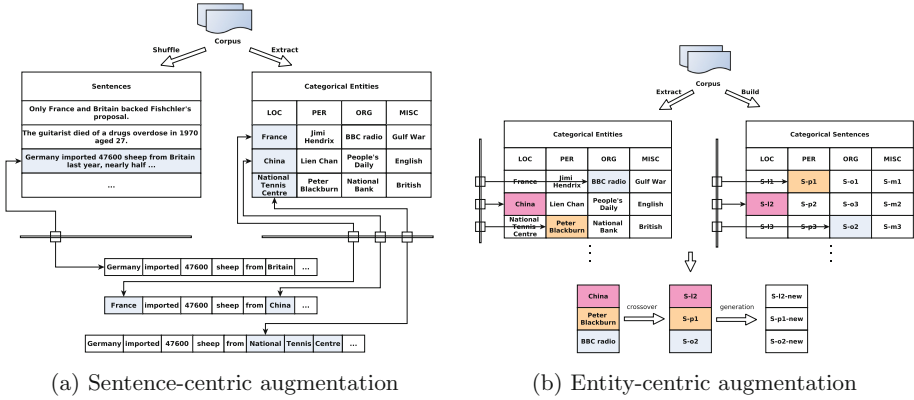 Corpus
Shuffle
Extract
Sentences
Only France and Britain backed Fishchler's
proposal.
The guitarist died of a drugs overdose in 1970
aged 27.
Germany imported 47600 sheep from Britain
last year, nearly half ...
...
Categorical Entities
LOC PER ORG MISC
France Jimi Hendrix BBC radio Gulf War
China Lien Chan People's Daily English
National Tennis Centre Peter Blackburn National Bank British
Germany imported 47600 sheep from Britain ...
France imported 47600 sheep from China ...
Germany imported 47600 sheep from National Tennis Centre ...
(a) Sentence-centric augmentation
Corpus
Extract
Build
Categorical Entities
LOC PER ORG MISC
France Jimi Hendrix BBC radio Gulf War
China Lien Chan People's Daily English
National Tennis Centre Peter Blackburn National Bank British
Categorical Sentences
LOC PER ORG MISC
S-l1 S-p1 S-o1 S-m1
S-l2 S-p2 S-o3 S-m2
S-l3 S-p3 S-o2 S-m3
China
Peter
Blackburn
BBC radio
crossover
S-l2
S-p1
S-o2
generation
S-l2-new
S-p1-new
S-o2-new
(b) Entity-centric augmentation